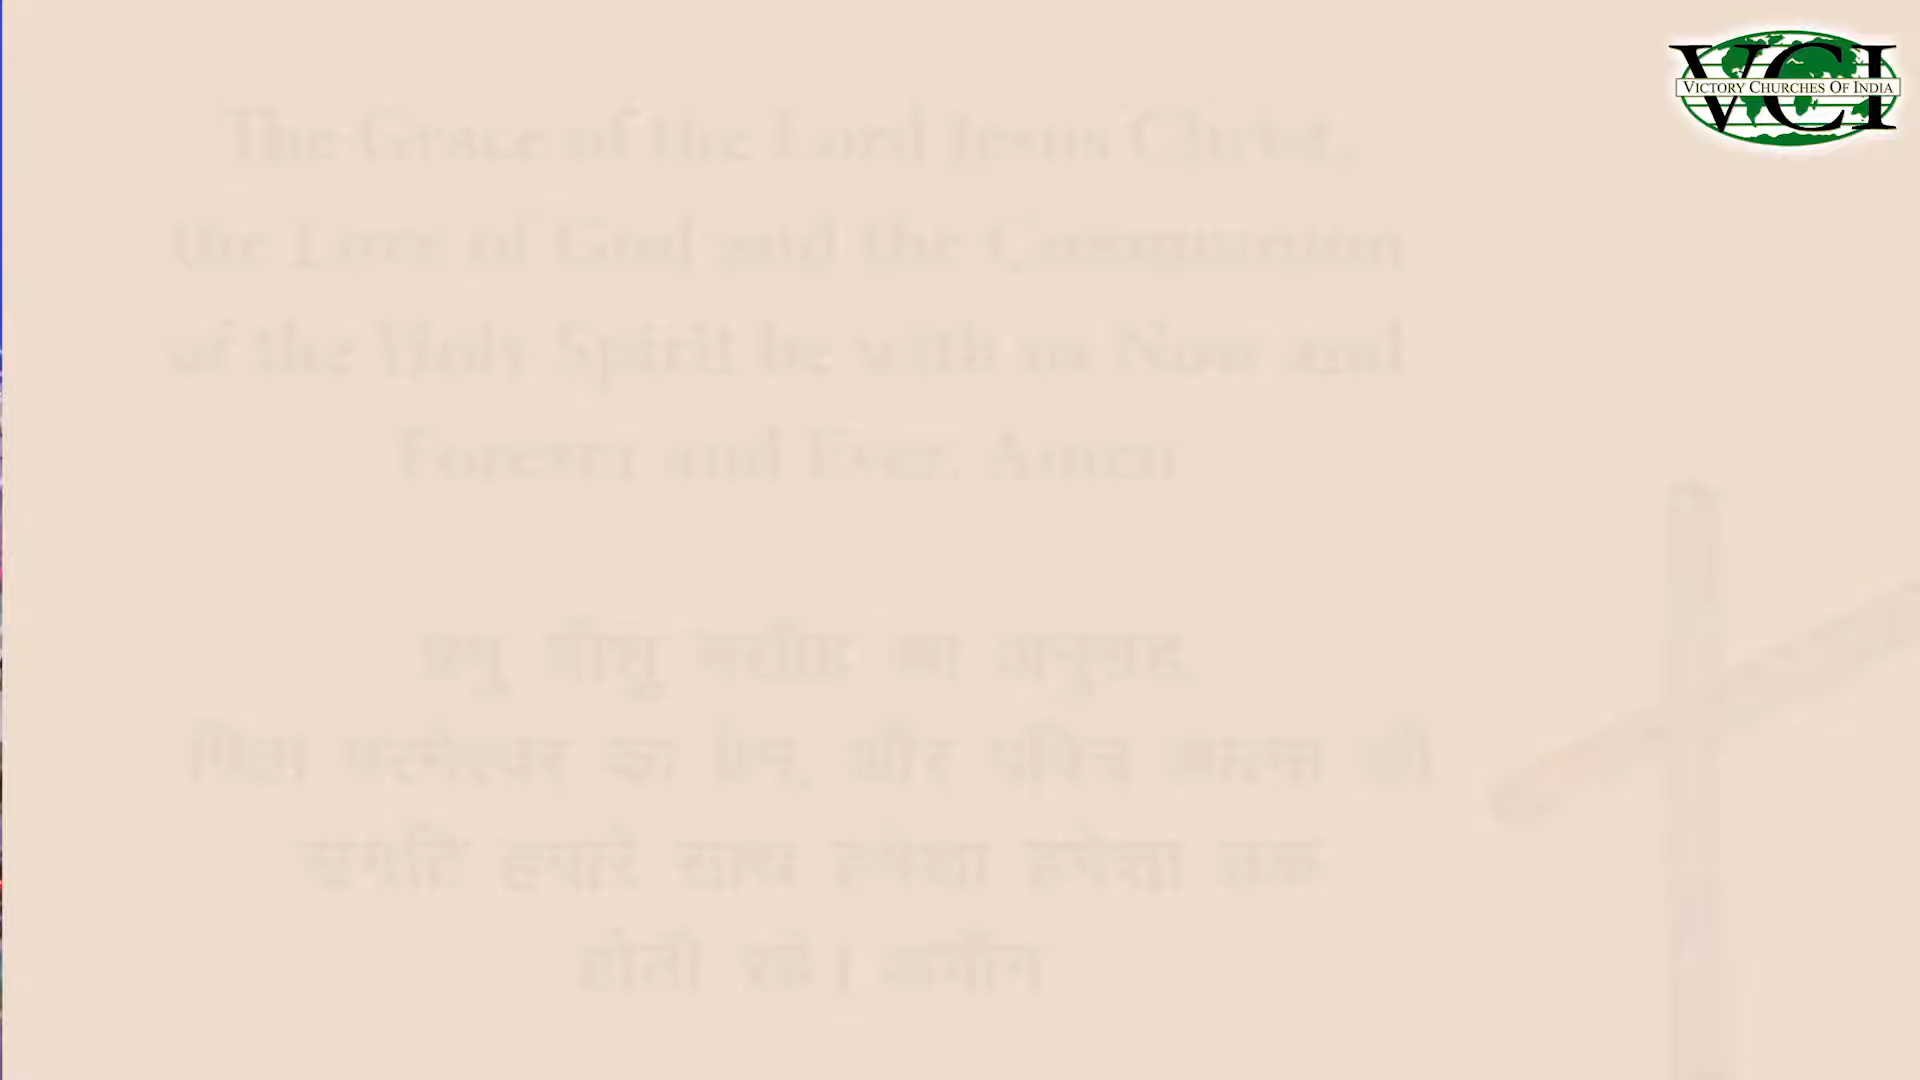 VCI
VICTORY CHURCHES OF INDIA
The Grace of the Lord Jesus Christ,
the Love of God and the Communion
of the Holy Spirit be with us Now and
Forever and Ever. Amen
प्रभु यीशु मसीह का अनुग्रह,
पिता परमेश्वर का प्रेम, और पवित्र आत्मा की
संगति हमारे साथ हमेशा हमेशा तक
होती रहे। आमीन